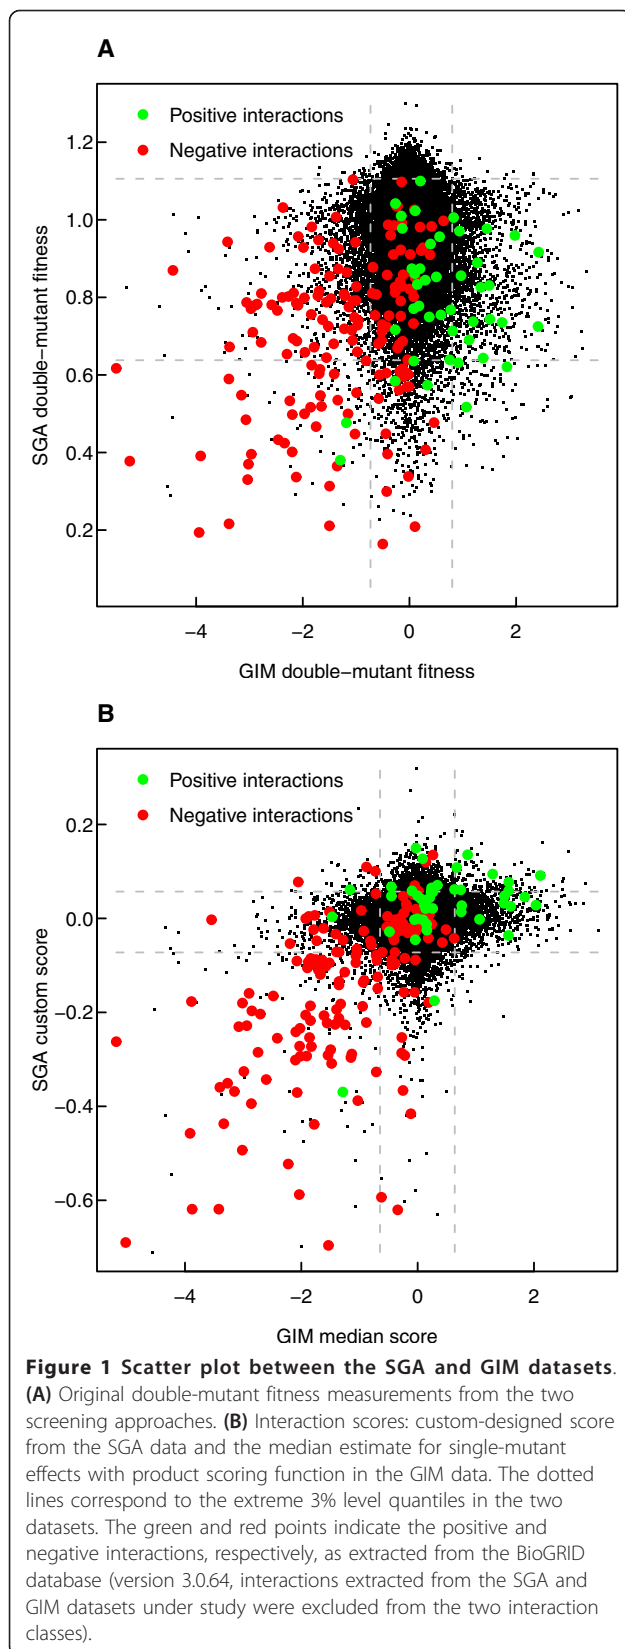 A
Positive interactions
Negative interactions
1.2
1.0
0.8
0.6
0.4
0.2
SGA double−mutant fitness
−4 −2 0 2
GIM double−mutant fitness
B
Positive interactions
Negative interactions
0.2
0.0
−0.2
−0.4
−0.6
SGA custom score
−4 −2 0 2
GIM median score
Figure 1 Scatter plot between the SGA and GIM datasets.
(A) Original double-mutant fitness measurements from the two
screening approaches. (B) Interaction scores: custom-designed score
from the SGA data and the median estimate for single-mutant
effects with product scoring function in the GIM data. The dotted
lines correspond to the extreme 3% level quantiles in the two
datasets. The green and red points indicate the positive and
negative interactions, respectively, as extracted from the BioGRID
database (version 3.0.64, interactions extracted from the SGA and
GIM datasets under study were excluded from the two interaction
classes).